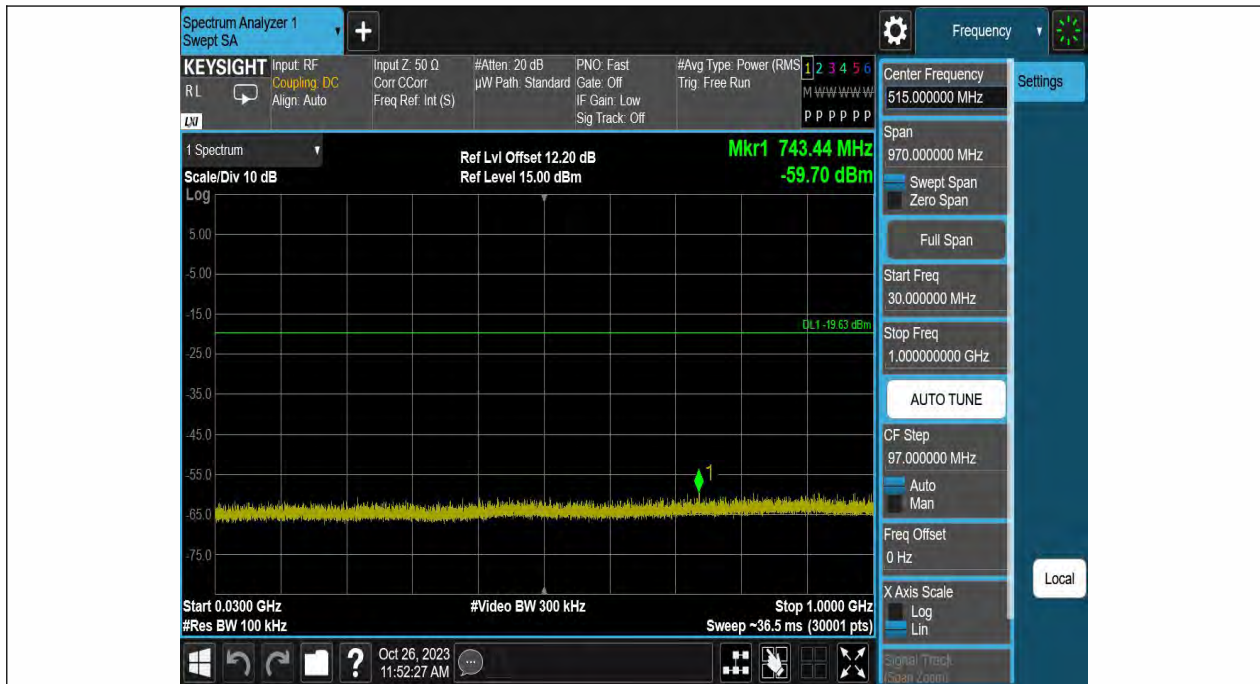 Spectrum Analyzer 1
Swept SA
+
Frequency
KEYSIGHT
R L
LXI
Input: RF
Coupling: DC
Align: Auto
Input Z: 50 Ω
Corr CCorr
Freq Ref: Int (S)
#Atten: 20 dB
µW Path: Standard
PNO: Fast
Gate: Off
IF Gain: Low
Sig Track: Off
#Avg Type: Power (RMS
Trig: Free Run
1 2 3 4 5 6
M W W W W W
P P P P P P
Center Frequency
515.000000 MHz
Settings
Span
970.000000 MHz
Swept Span
Zero Span
Full Span
Start Freq
30.000000 MHz
Stop Freq
1.000000000 GHz
AUTO TUNE
CF Step
97.000000 MHz
Auto
Man
Freq Offset
0 Hz
X Axis Scale
Log
Lin
Signal Track
(Span Zoom)
Local
1 Spectrum
Scale/Div 10 dB
Ref Lvl Offset 12.20 dB
Ref Level 15.00 dBm
Mkr1 743.44 MHz
-59.70 dBm
Log
5.00
-5.00
-15.0
DL1 -19.63 dBm
-25.0
-35.0
-45.0
-55.0
1
-65.0
-75.0
Start 0.0300 GHz
#Res BW 100 kHz
#Video BW 300 kHz
Stop 1.0000 GHz
Sweep ~36.5 ms (30001 pts)
?
Oct 26, 2023
11:52:27 AM